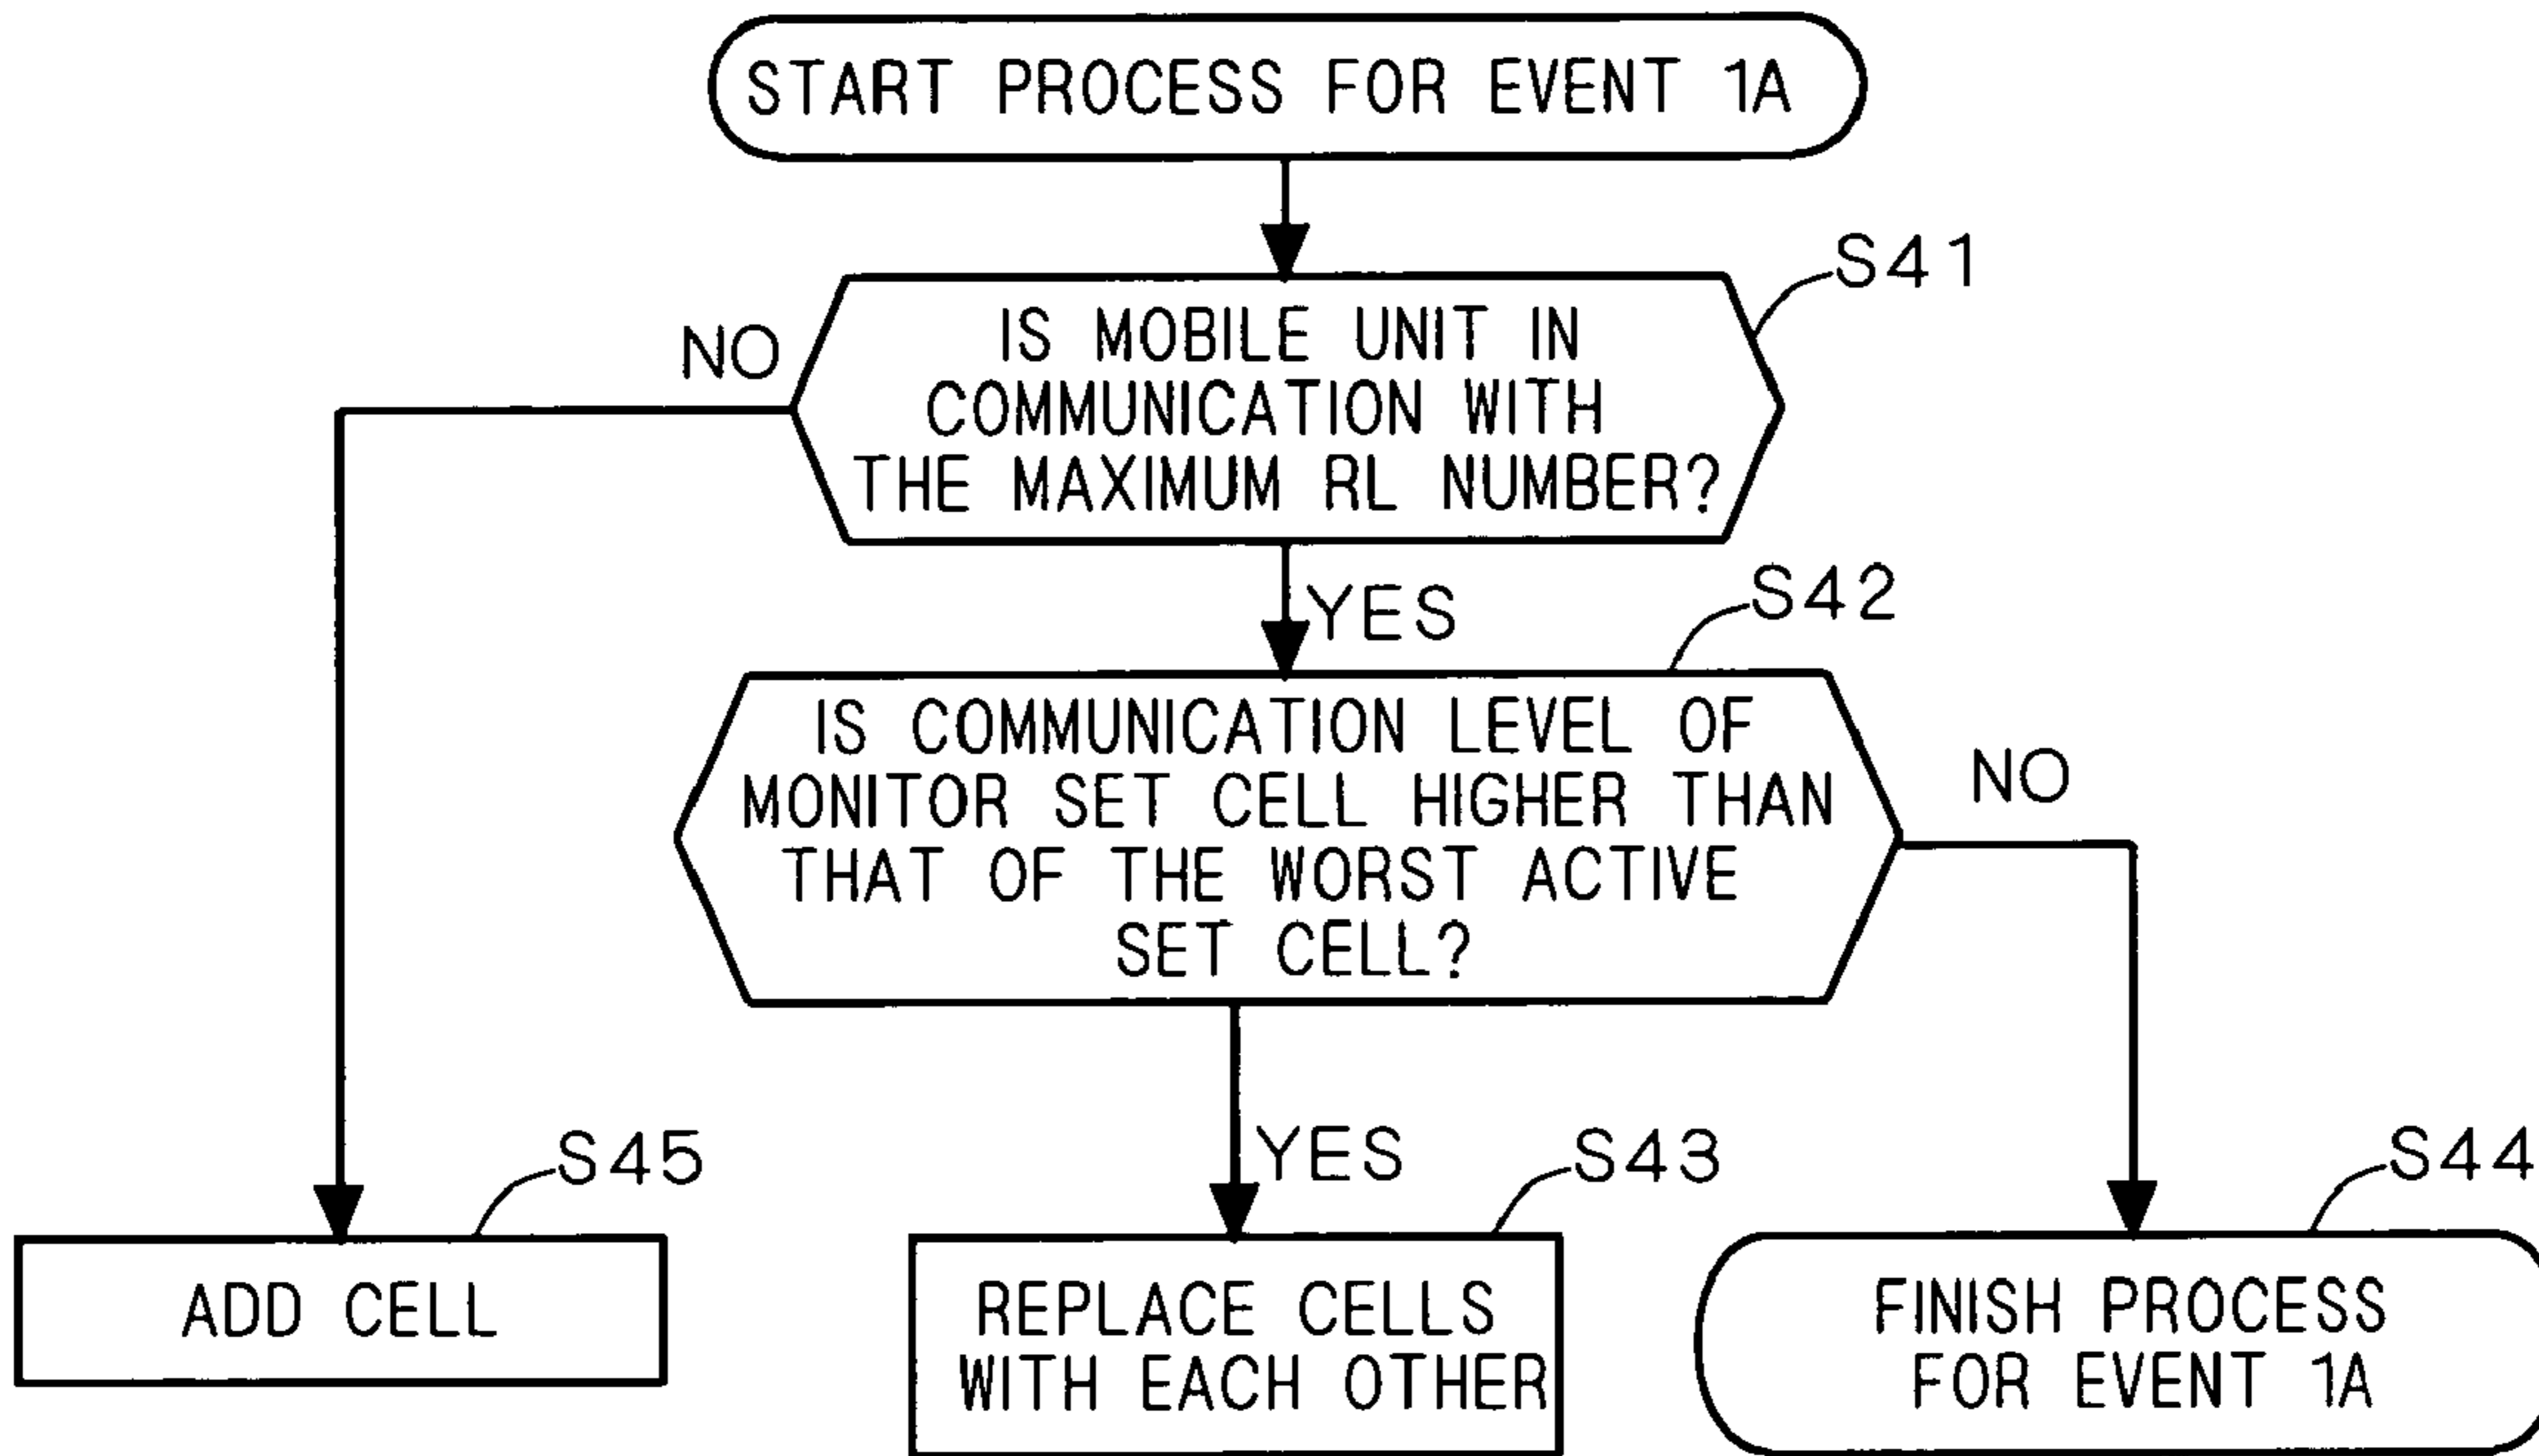 START PROCESS FOR EVENT 1A
S41
NO
IS MOBILE UNIT IN
COMMUNICATION WITH
THE MAXIMUM RL NUMBER?
YES
S42
IS COMMUNICATION LEVEL OF
MONITOR SET CELL HIGHER THAN
THAT OF THE WORST ACTIVE
SET CELL?
NO
YES
S45
ADD CELL
S43
REPLACE CELLS
WITH EACH OTHER
S44
FINISH PROCESS
FOR EVENT 1A